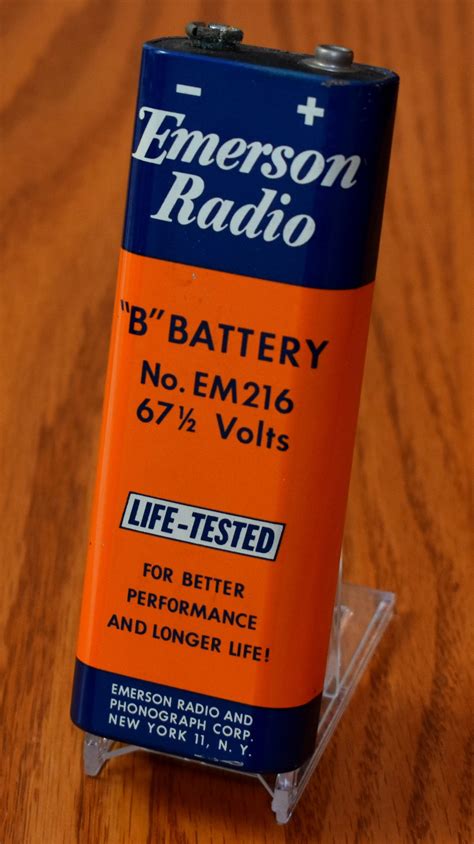 − +
Emerson
Radio
"B" BATTERY
No. EM216
67½ Volts
LIFE-TESTED
FOR BETTER
PERFORMANCE
AND LONGER LIFE!
EMERSON RADIO AND
PHONOGRAPH CORP.
NEW YORK 11, N.Y.